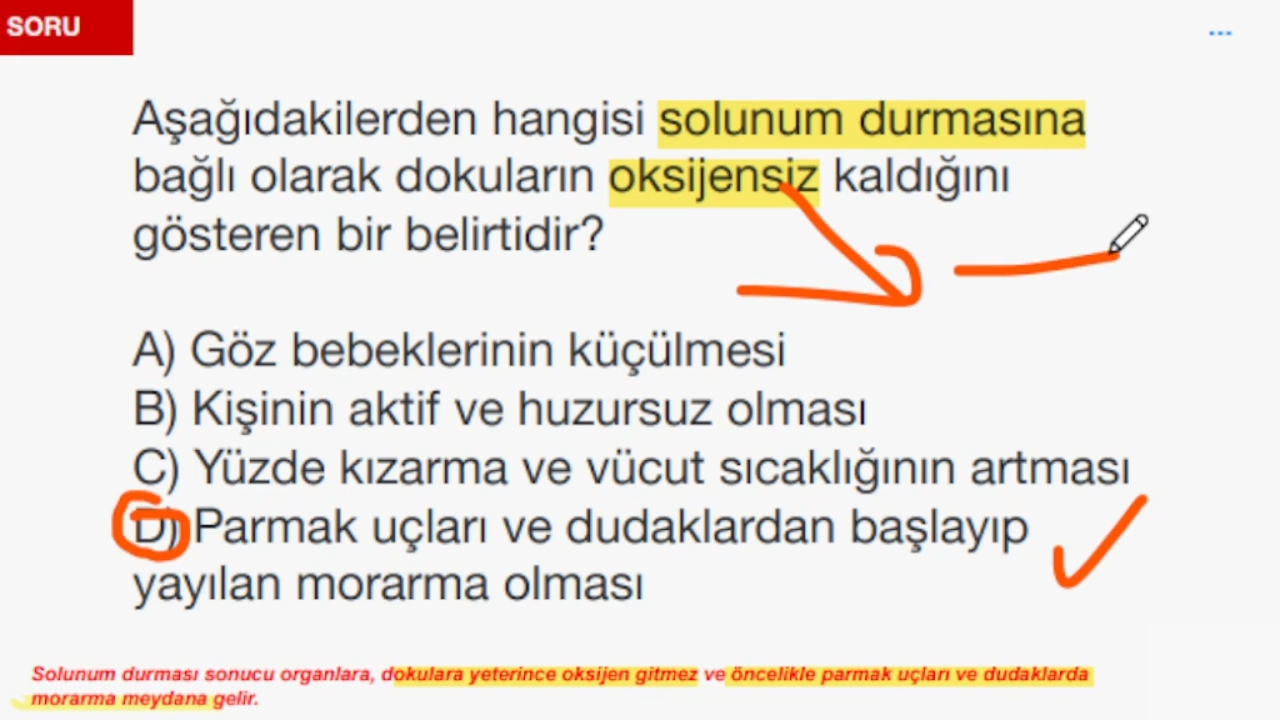 SORU
...
Aşağıdakilerden hangisi solunum durmasına
bağlı olarak dokuların oksijensiz kaldığını
gösteren bir belirtidir?
A) Göz bebeklerinin küçülmesi
B) Kişinin aktif ve huzursuz olması
C) Yüzde kızarma ve vücut sıcaklığının artması
D) Parmak uçları ve dudaklardan başlayıp
yayılan morarma olması
Solunum durması sonucu organlara, dokulara yeterince oksijen gitmez ve öncelikle parmak uçları ve dudaklarda
morarma meydana gelir.